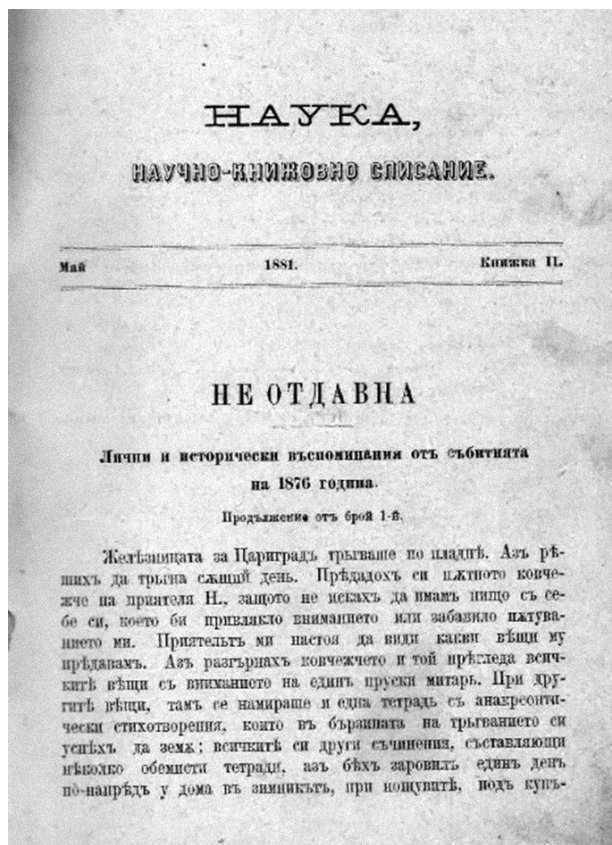 НАУКА,
НАУЧНО-КНИЖОВНО СПИСАНИЕ.
Май 1881. Книжка II.
НЕ ОТДАВНА
Лични и исторически въспоминания отъ събитията
на 1876 година.
Продължение отъ брой 1-й.
Желѣзницата за Цариградъ тръгваше по пладнѣ. Азъ рѣ-
шихъ да тръгна сѫщий день. Прѣдадохъ си пѫтното ковче-
жче на приятеля Н., защото не искахъ да имамъ нищо съ се-
бе си, което би привлякло вниманието или забавило пѫтува-
нието ми. Приятельтъ ми настоя да види какви вѣщи му
прѣдавамъ. Азъ разгърнахъ ковчежчето и той прѣгледа всич-
китѣ вѣщи съ вниманието на единъ пруски митарь. При дру-
гитѣ вѣщи, тамъ се намираше и една тетрадь съ анакреонти-
чески стихотворения, които въ бързината на тръгванието си
успѣхъ да земѫ; всичкитѣ си други съчинения, съставляющи
нѣколко обемисти тетради, азъ бѣхъ заровилъ единъ день
по-напрѣдъ у дома въ зимникътъ, при нощувитѣ, подъ купъ-